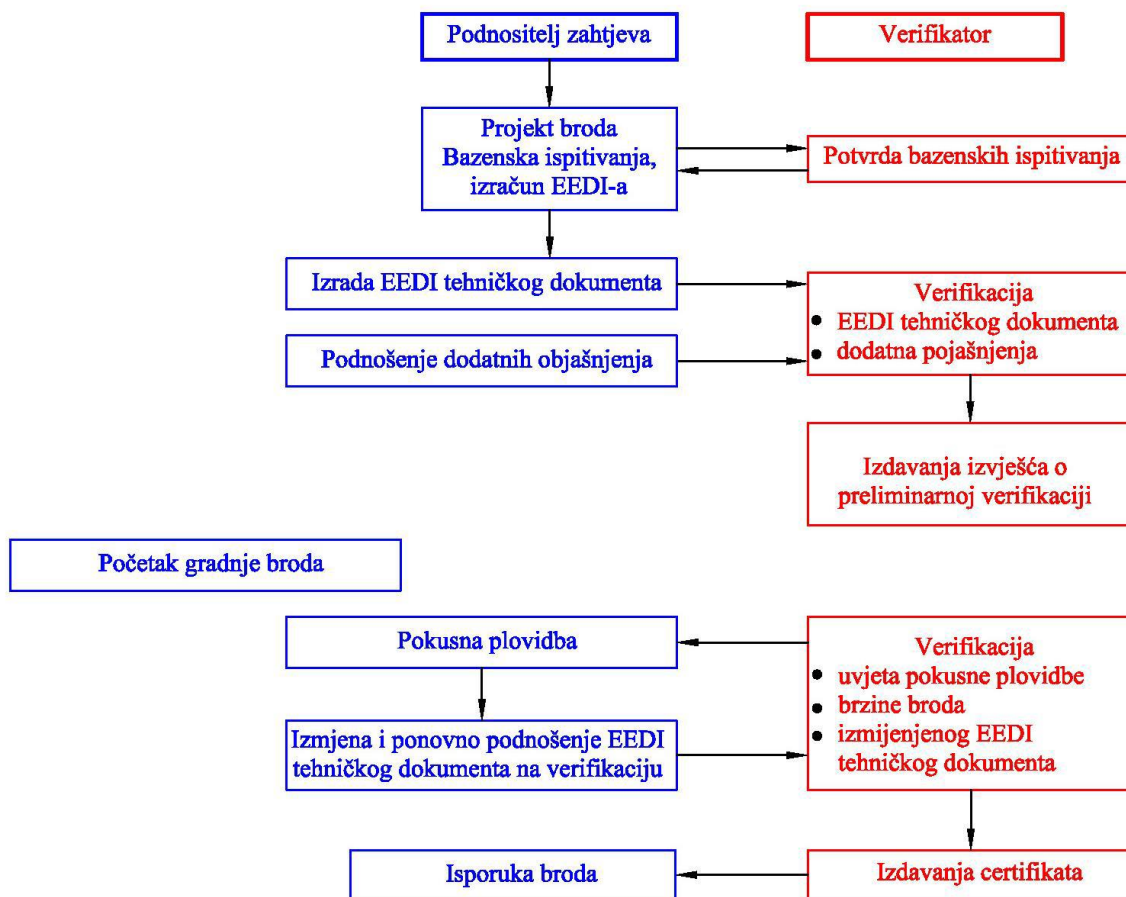 Podnositelj zahtjeva
Verifikator
Projekt broda
Bazenska ispitivanja,
izračun EEDI-a
Potvrda bazenskih ispitivanja
Izrada EEDI tehničkog dokumenta
Verifikacija
• EEDI tehničkog dokumenta
• dodatna pojašnjenja
Podnošenje dodatnih objašnjenja
Izdavanja izvješća o
preliminarnoj verifikaciji
Početak gradnje broda
Pokusna plovidba
Verifikacija
• uvjeta pokusne plovidbe
• brzine broda
• izmijenjenog EEDI
tehničkog dokumenta
Izmjena i ponovno podnošenje EEDI
tehničkog dokumenta na verifikaciju
Isporuka broda
Izdavanja certifikata